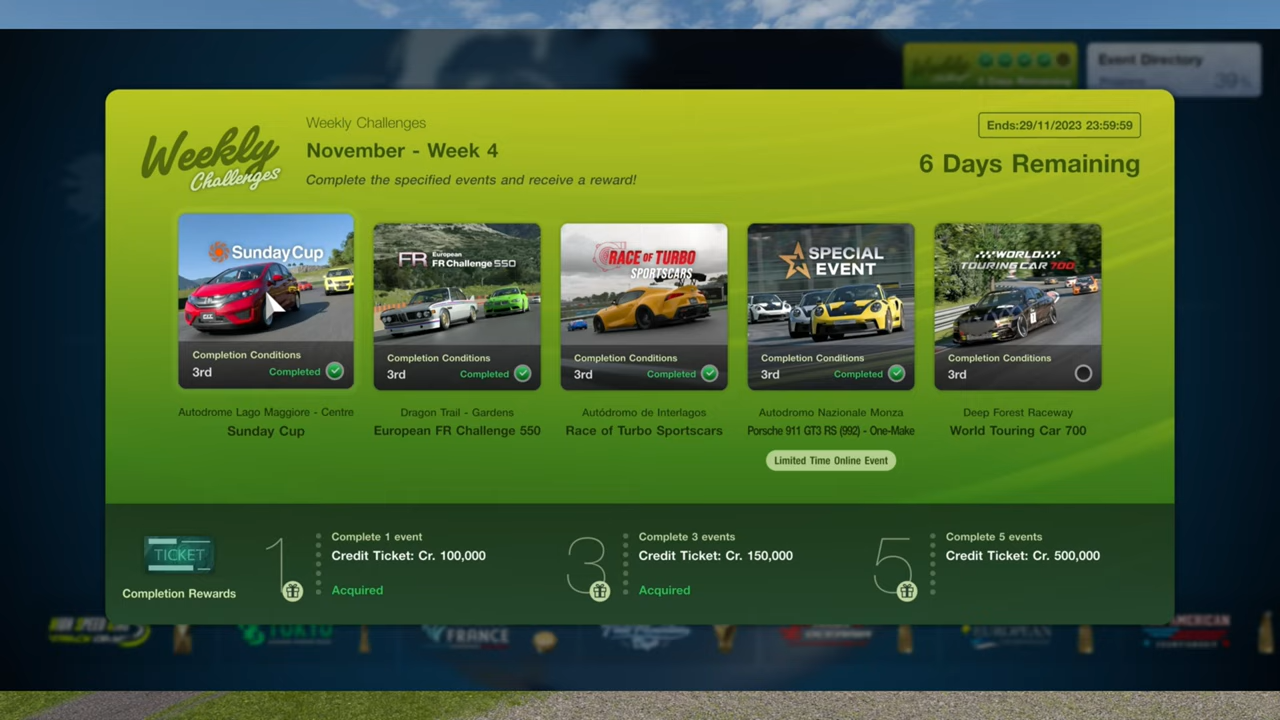 Event Directory
39%
Weekly
Challenges
Weekly Challenges
November - Week 4
Complete the specified events and receive a reward!
Ends:29/11/2023 23:59:59
6 Days Remaining
Sunday Cup
Completion Conditions
3rd
Completed
Autodrome Lago Maggiore - Centre
Sunday Cup
FR European
FR Challenge 550
Completion Conditions
3rd
Completed
Dragon Trail - Gardens
European FR Challenge 550
RACE OF TURBO
SPORTSCARS
Completion Conditions
3rd
Completed
Autódromo de Interlagos
Race of Turbo Sportscars
SPECIAL
EVENT
Completion Conditions
3rd
Completed
Autodromo Nazionale Monza
Porsche 911 GT3 RS (992) - One-Make
Limited Time Online Event
WORLD
TOURING CAR 700
Completion Conditions
3rd
Deep Forest Raceway
World Touring Car 700
TICKET
Completion Rewards
1
Complete 1 event
Credit Ticket: Cr. 100,000
Acquired
3
Complete 3 events
Credit Ticket: Cr. 150,000
Acquired
5
Complete 5 events
Credit Ticket: Cr. 500,000
TOKYO
FRANCE
EUROPEAN
AMERICAN